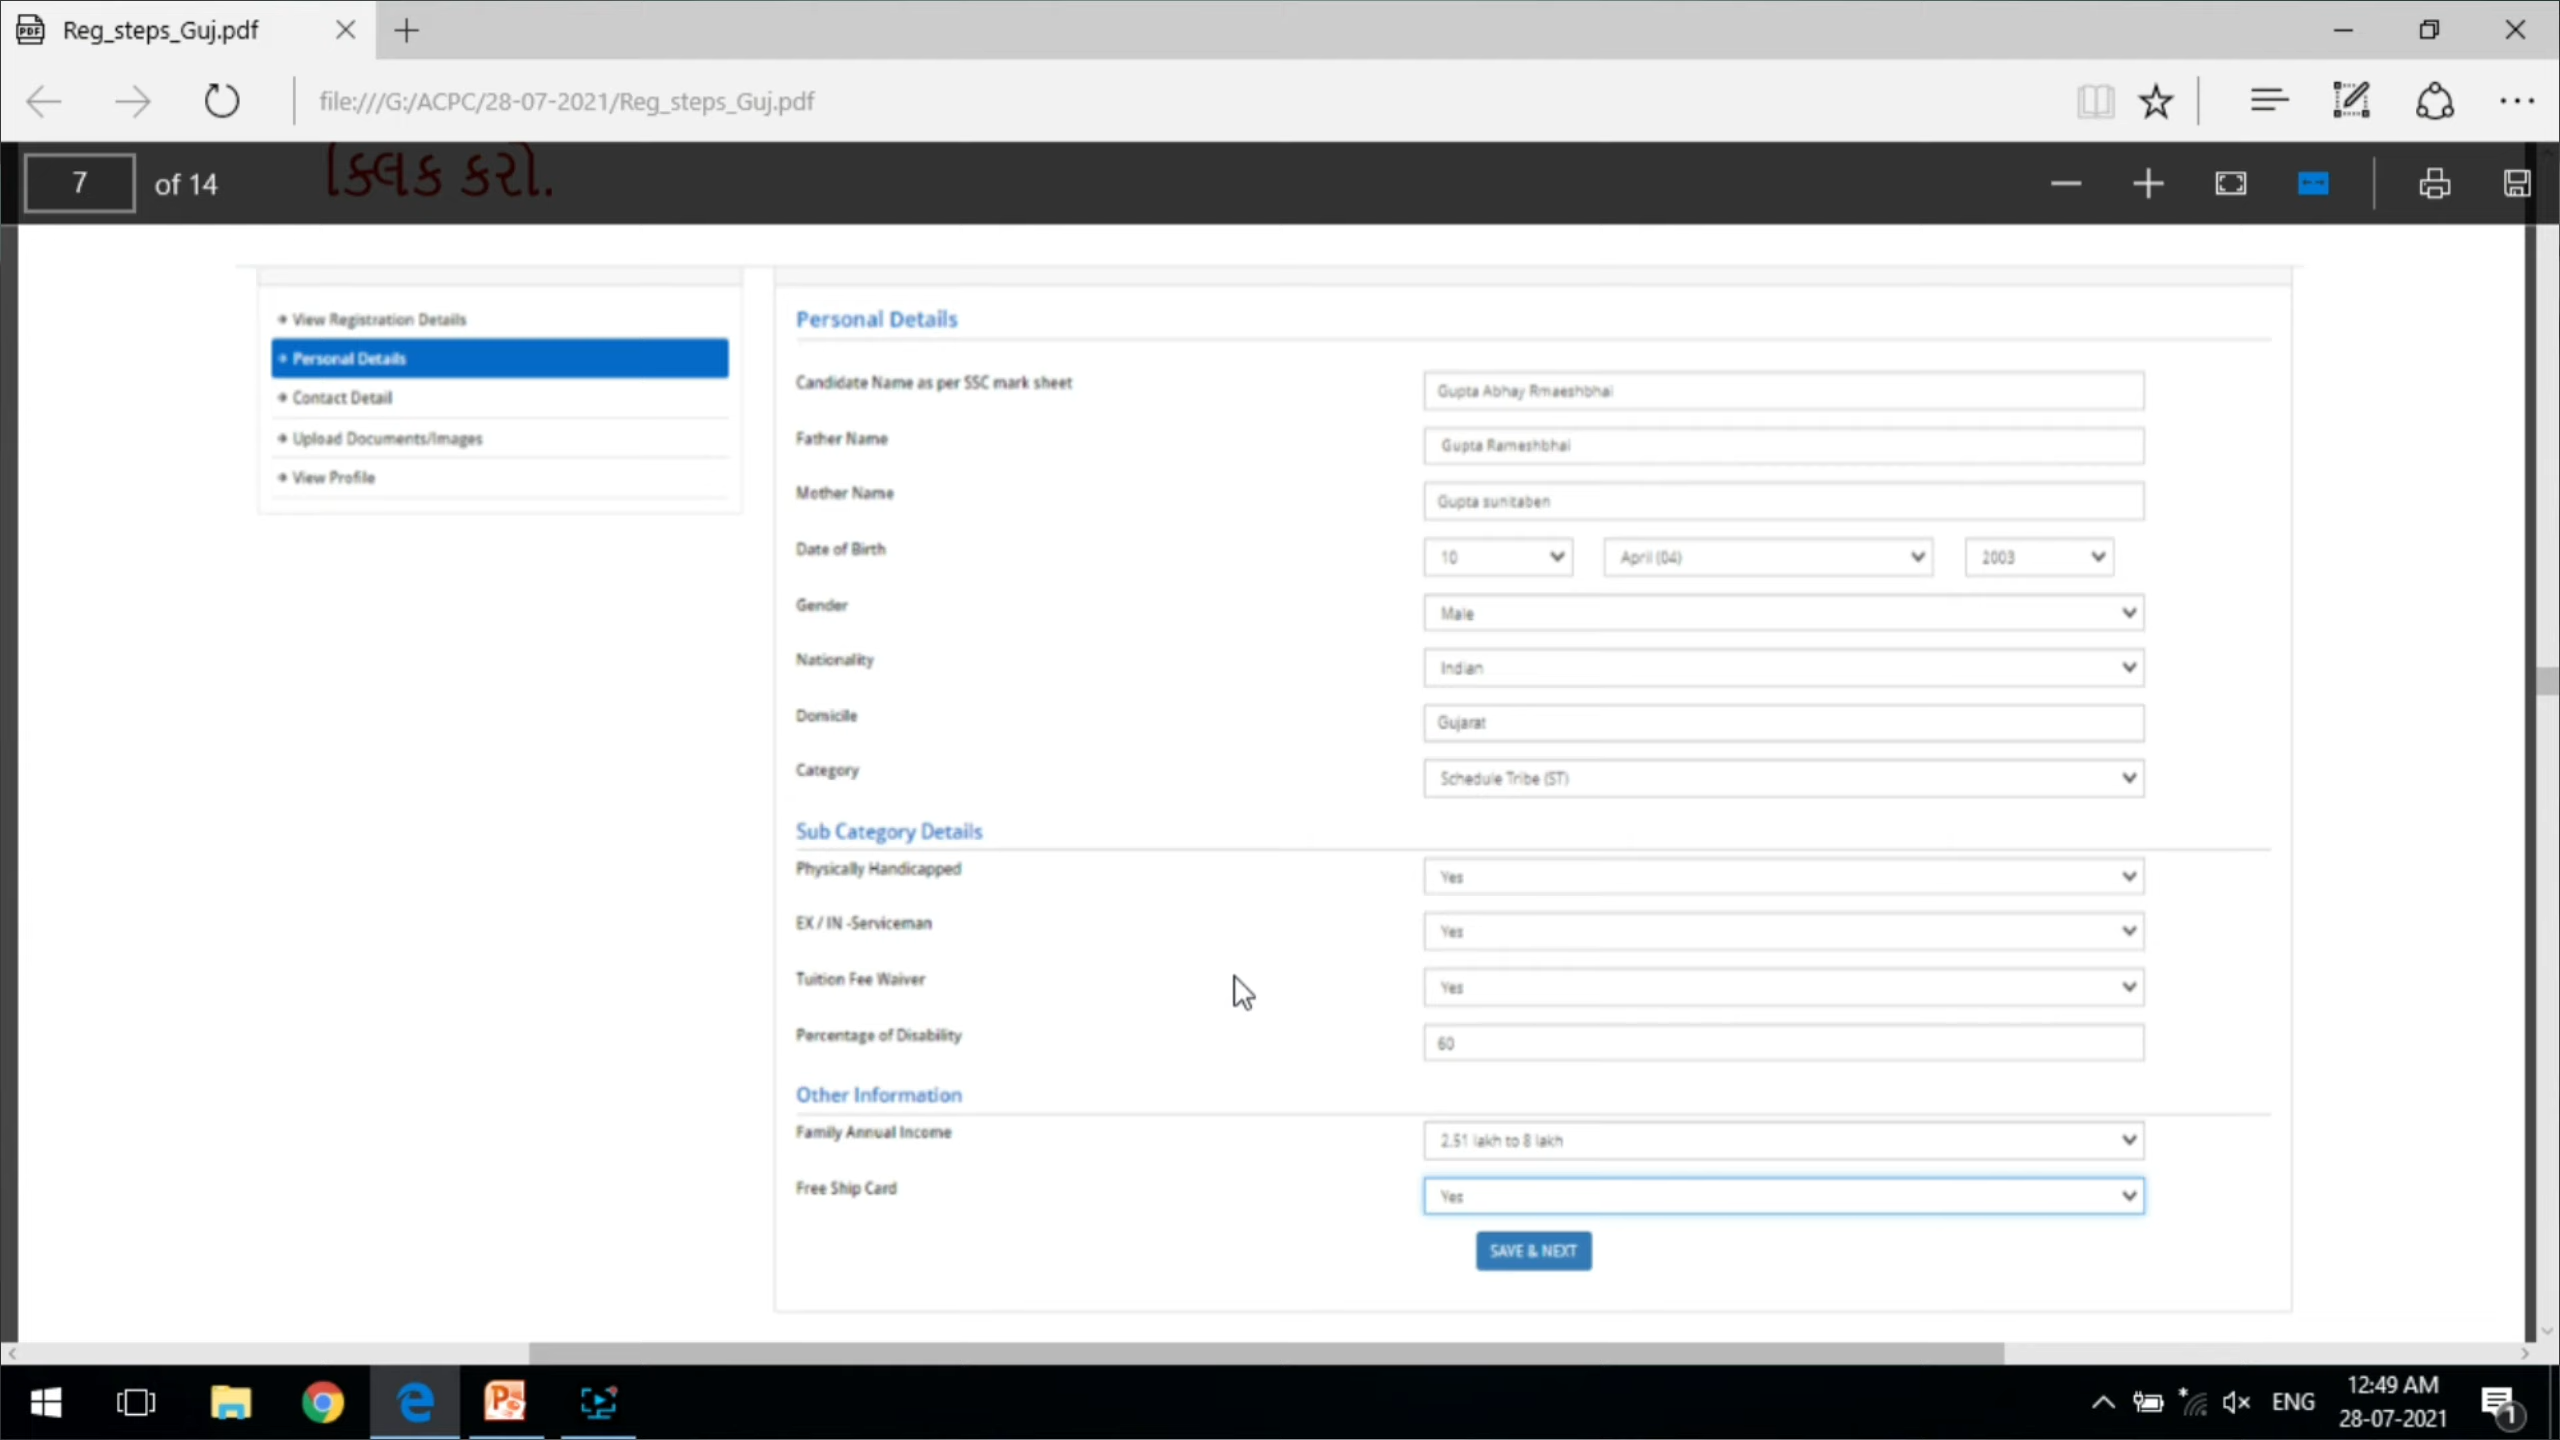 Reg_steps_Guj.pdf
file:///G:/ACPC/28-07-2021/Reg_steps_Guj.pdf
7 of 14
ક્લિક કરો.
View Registration Details
Personal Details
Contact Detail
Upload Documents/Images
View Profile
Personal Details
Candidate Name as per SSC mark sheet Gupta Abhay Rmaeshbhai
Father Name Gupta Rameshbhai
Mother Name Gupta sunitaben
Date of Birth 10 April (04) 2003
Gender Male
Nationality Indian
Domicile Gujarat
Category Schedule Tribe (ST)
Sub Category Details
Physically Handicapped Yes
EX / IN -Serviceman Yes
Tuition Fee Waiver Yes
Percentage of Disability 60
Other Information
Family Annual Income 2.51 lakh to 8 lakh
Free Ship Card Yes
SAVE & NEXT
ENG
12:49 AM
28-07-2021
1